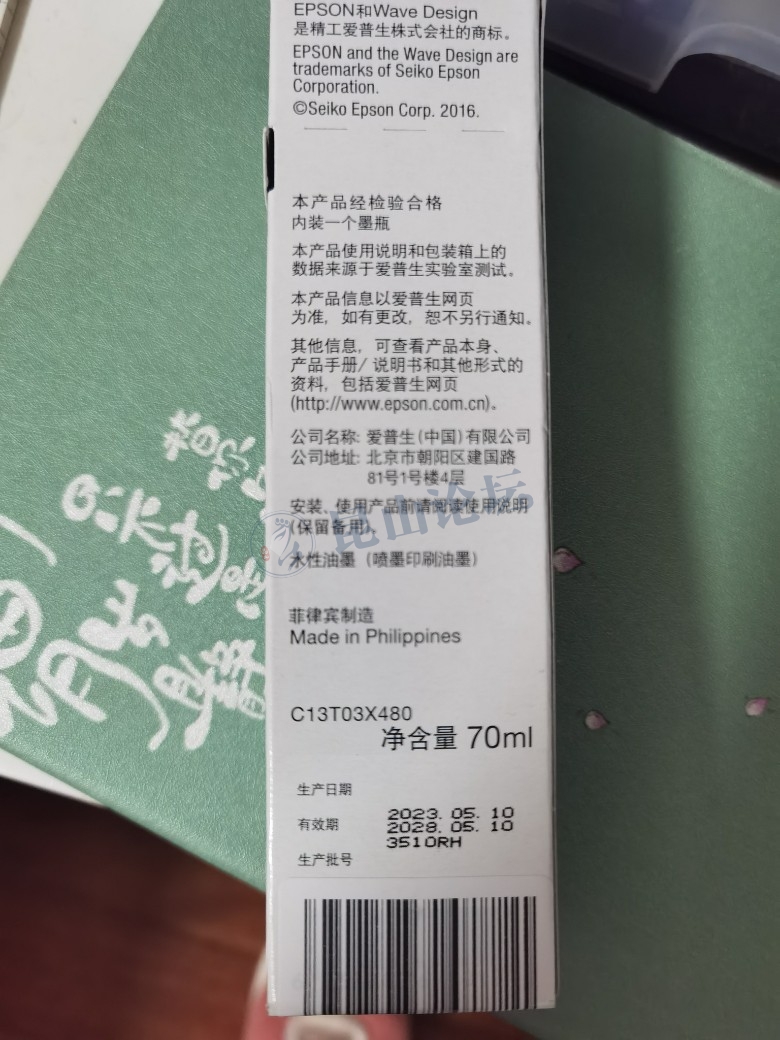 EPSON和Wave Design
是精工爱普生株式会社的商标。
EPSON and the Wave Design are
trademarks of Seiko Epson
Corporation.
©Seiko Epson Corp. 2016.
本产品经检验合格
内装一个墨瓶
本产品使用说明和包装箱上的
数据来源于爱普生实验室测试。
本产品信息以爱普生网页
为准，如有更改，恕不另行通知。
其他信息，可查看产品本身、
产品手册/ 说明书和其他形式的
资料，包括爱普生网页
(http://www.epson.com.cn)。
公司名称: 爱普生(中国)有限公司
公司地址: 北京市朝阳区建国路
81号1号楼4层
安装、使用产品前请阅读使用说明
(保留备用)。
水性油墨（喷墨印刷油墨）
昆山论坛
菲律宾制造
Made in Philippines
C13T03X480
净含量 70ml
生产日期
2023. 05. 10
有效期
2028. 05. 10
3510RH
生产批号